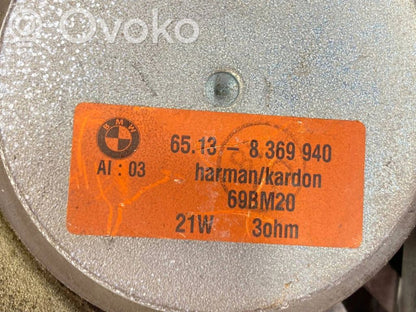 Ovoko
BMW
65.13 - 8 369 940
AI : 03
harman/kardon
69BM20
21W 3ohm